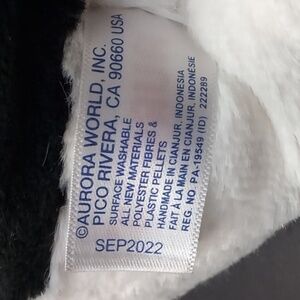 ©AURORA WORLD, INC.
PICO RIVERA, CA 90660 USA
SURFACE WASHABLE
ALL NEW MATERIALS
POLYESTER FIBRES &
PLASTIC PELLETS
HANDMADE IN CIANJUR, INDONESIA
FAIT À LA MAIN EN CIANJUR, INDONÉSIE
REG. NO. PA-19549 (ID) 222289
SEP2022